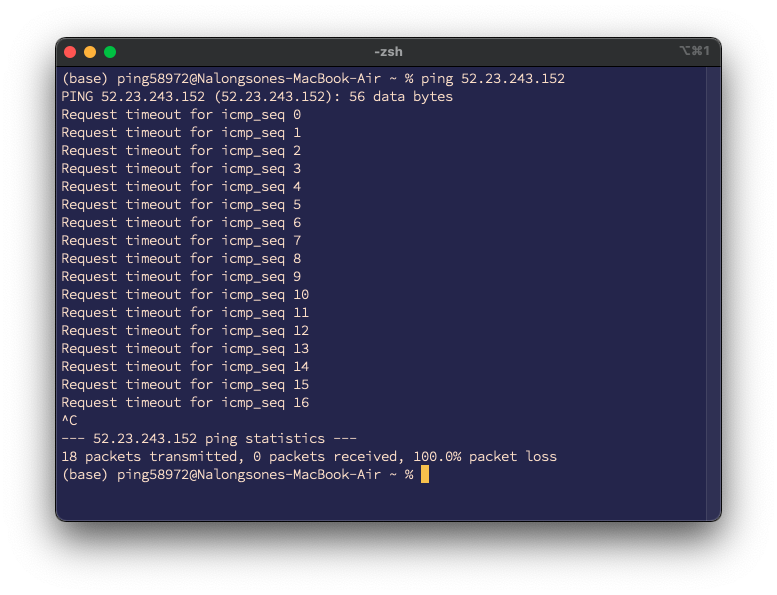 -zsh
⌥⌘1
(base) ping58972@Nalongsones-MacBook-Air ~ % ping 52.23.243.152
PING 52.23.243.152 (52.23.243.152): 56 data bytes
Request timeout for icmp_seq 0
Request timeout for icmp_seq 1
Request timeout for icmp_seq 2
Request timeout for icmp_seq 3
Request timeout for icmp_seq 4
Request timeout for icmp_seq 5
Request timeout for icmp_seq 6
Request timeout for icmp_seq 7
Request timeout for icmp_seq 8
Request timeout for icmp_seq 9
Request timeout for icmp_seq 10
Request timeout for icmp_seq 11
Request timeout for icmp_seq 12
Request timeout for icmp_seq 13
Request timeout for icmp_seq 14
Request timeout for icmp_seq 15
Request timeout for icmp_seq 16
^C
--- 52.23.243.152 ping statistics ---
18 packets transmitted, 0 packets received, 100.0% packet loss
(base) ping58972@Nalongsones-MacBook-Air ~ %